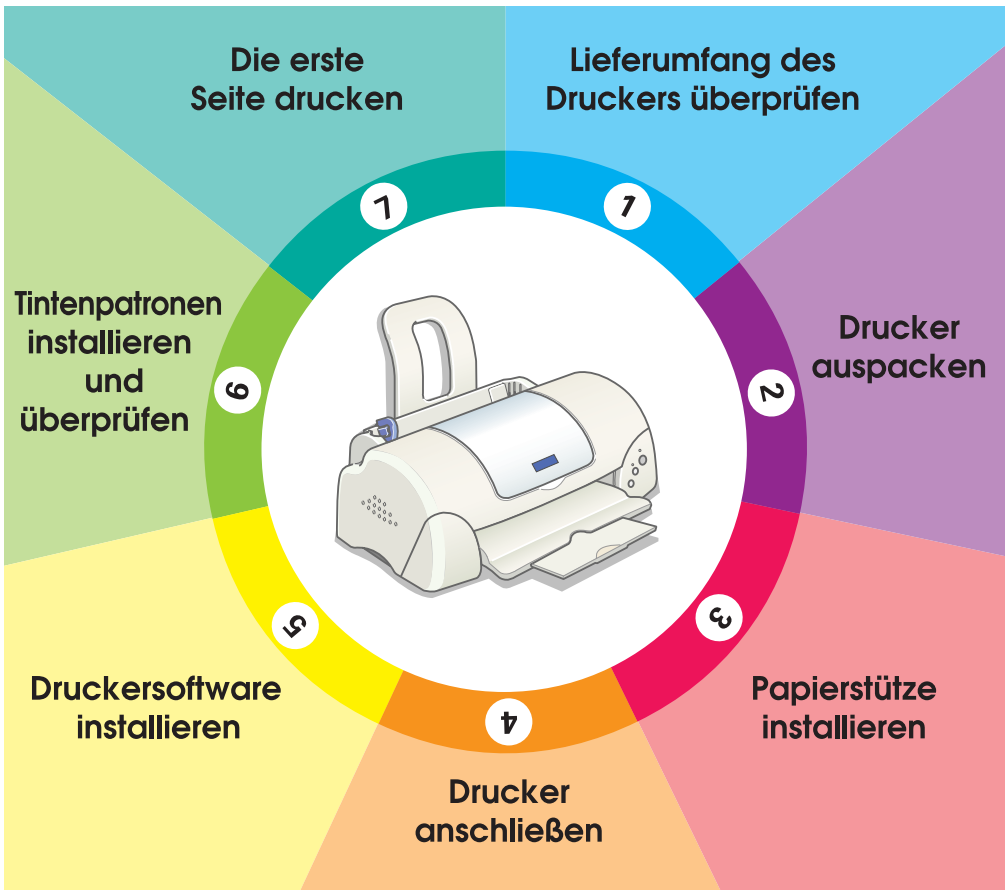 1
Lieferumfang des
Druckers überprüfen
2
Drucker
auspacken
3
Papierstütze
installieren
4
Drucker
anschließen
5
Druckersoftware
installieren
6
Tintenpatronen
installieren
und
überprüfen
7
Die erste
Seite drucken